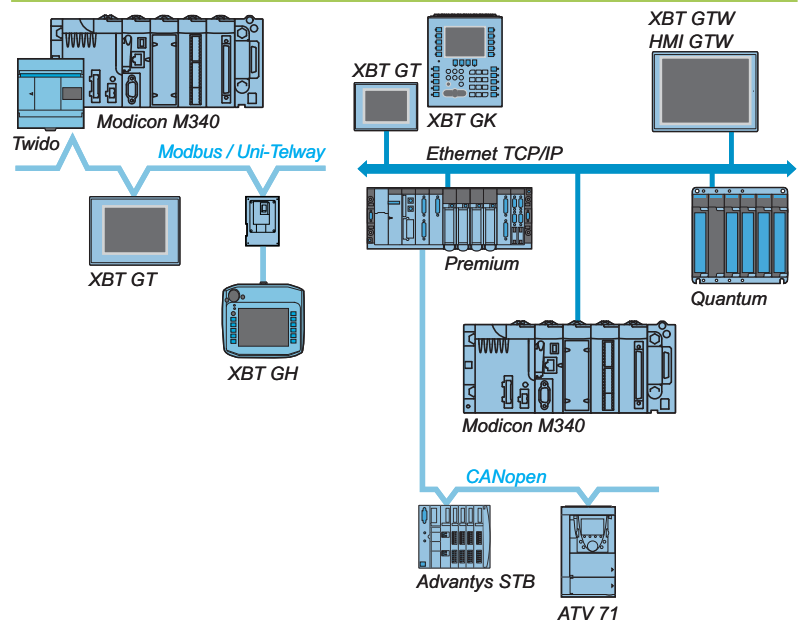 XBT GTW
HMI GTW
XBT GT
XBT GK
Modicon M340
Twido
Modbus / Uni-Telway
Ethernet TCP/IP
XBT GT
Premium
Quantum
XBT GH
Modicon M340
CANopen
Advantys STB
ATV 71